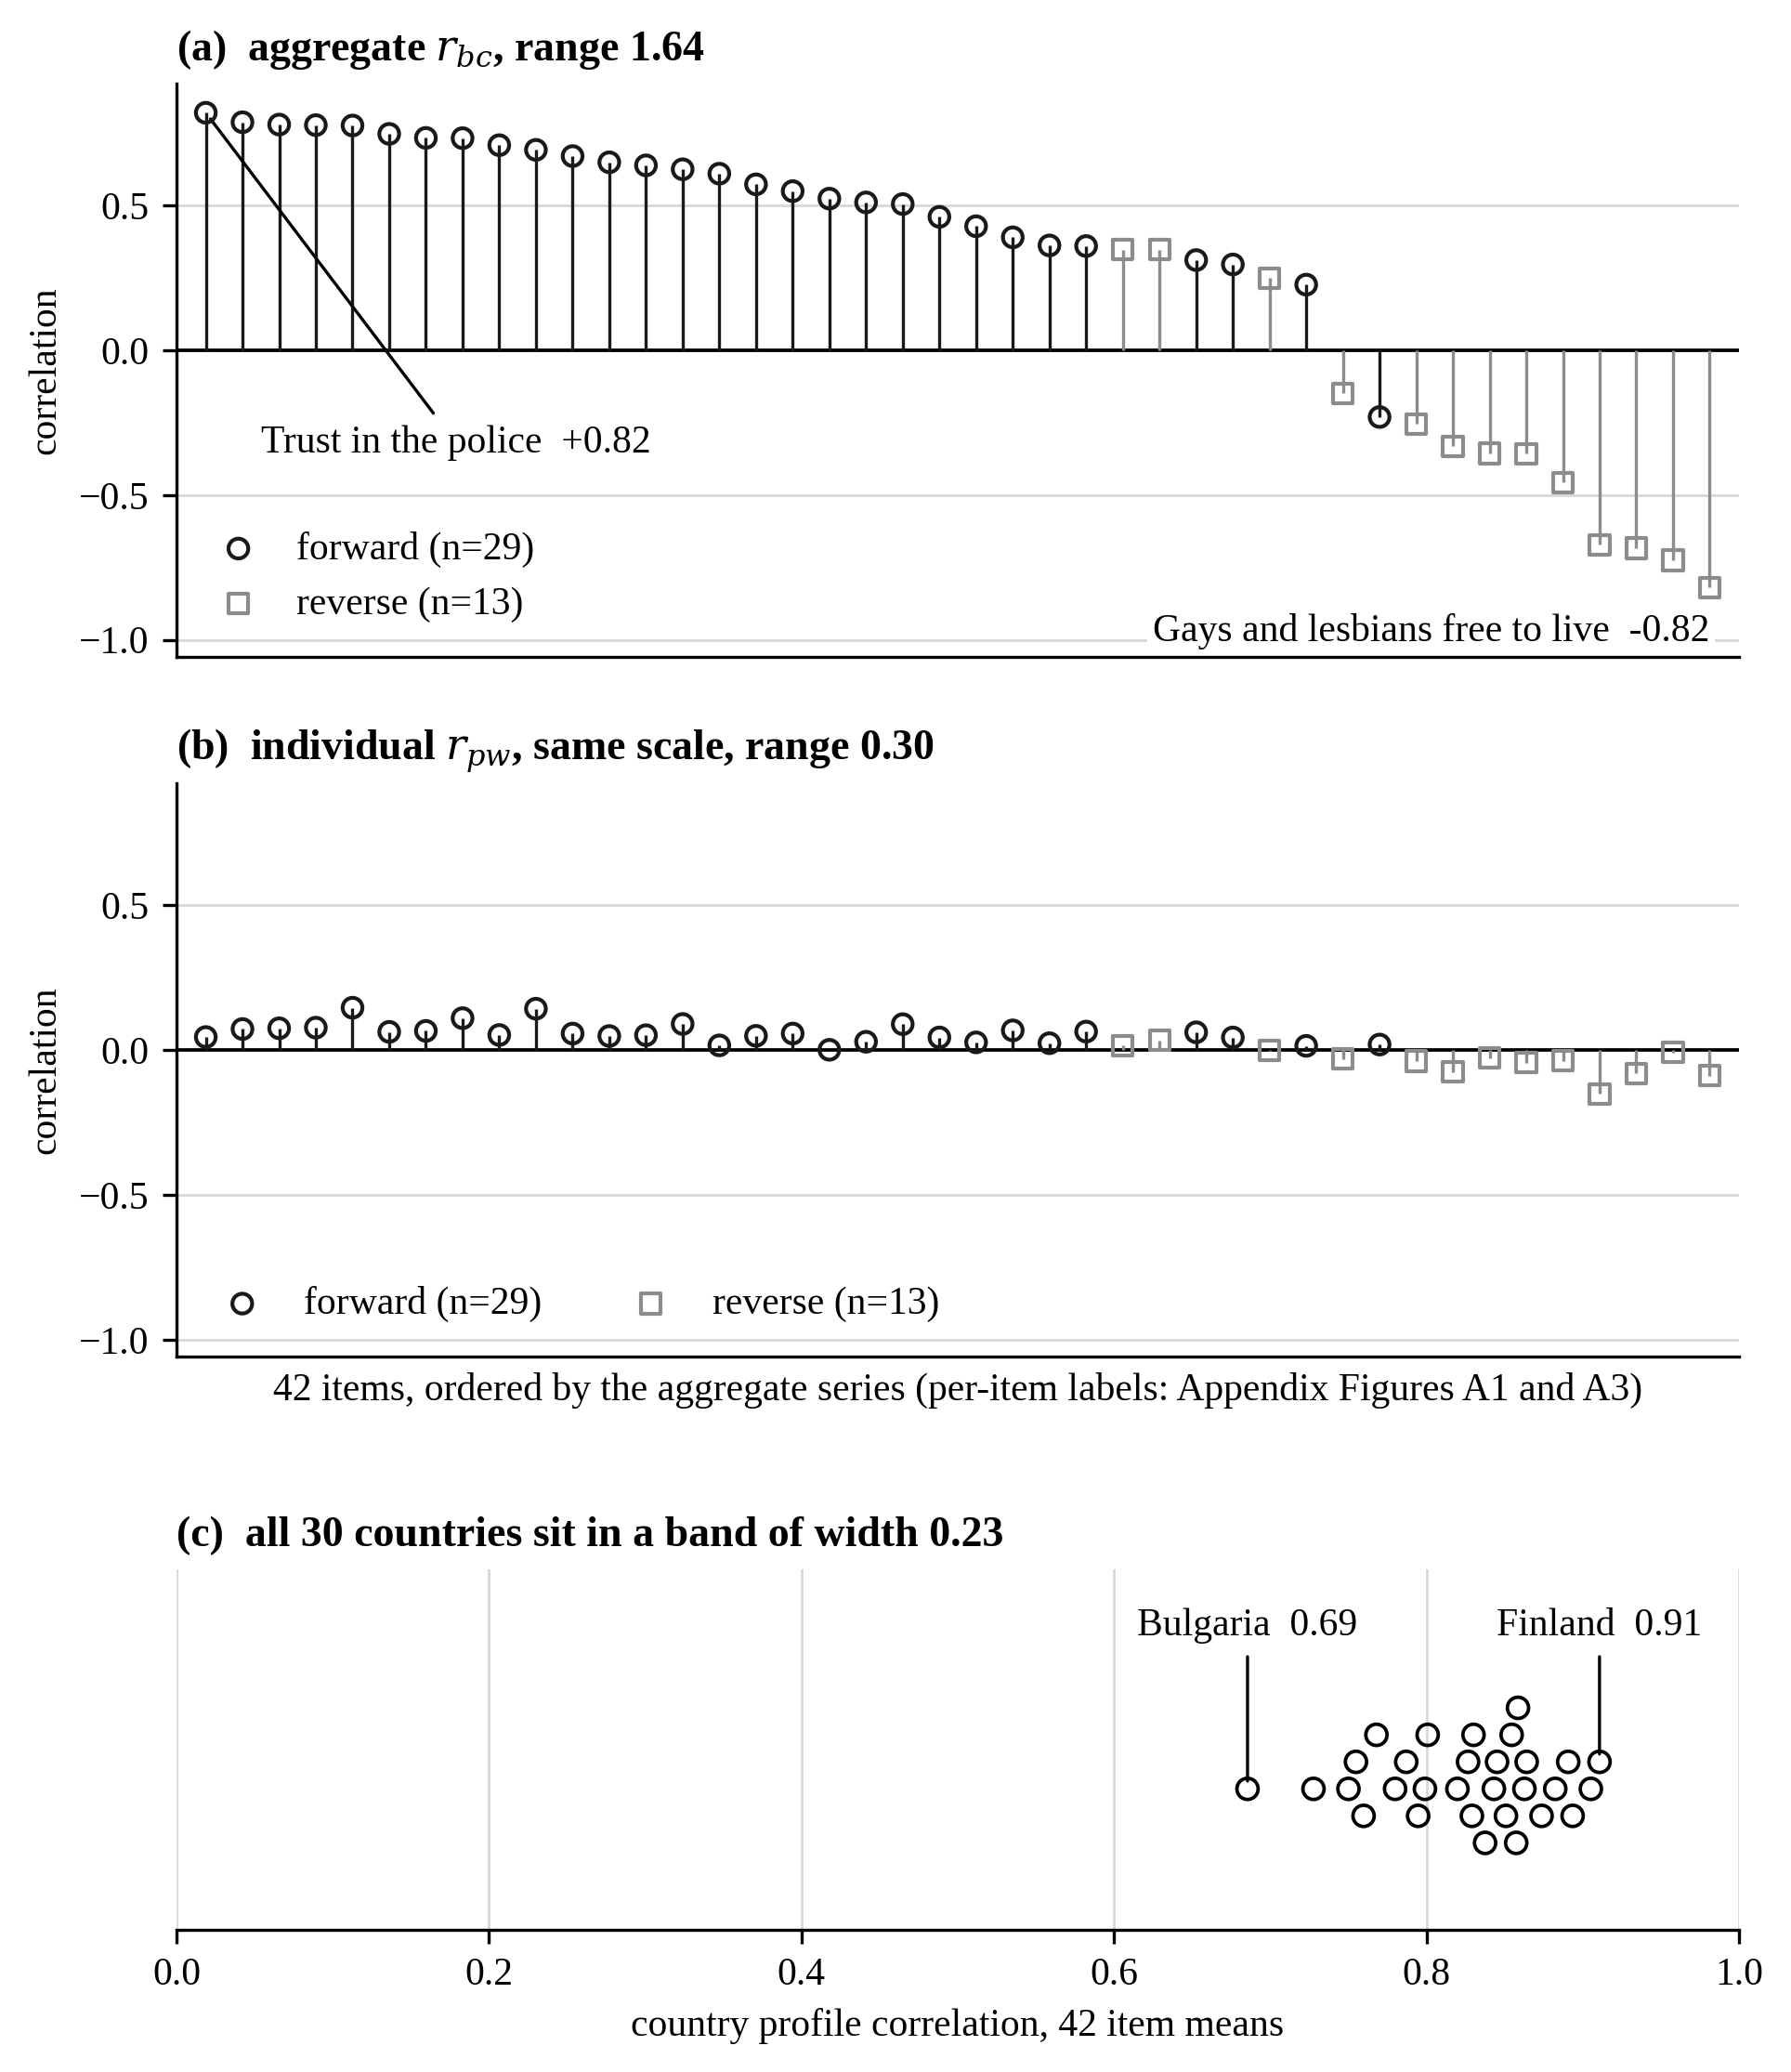 (a)  aggregate r_bc, range 1.64
0.5
0.0
−0.5
−1.0
correlation
Trust in the police  +0.82
forward (n=29)
reverse (n=13)
Gays and lesbians free to live  -0.82
(b)  individual r_pw, same scale, range 0.30
0.5
0.0
−0.5
−1.0
correlation
forward (n=29)  reverse (n=13)
42 items, ordered by the aggregate series (per-item labels: Appendix Figures A1 and A3)
(c)  all 30 countries sit in a band of width 0.23
Bulgaria  0.69  Finland  0.91
0.0  0.2  0.4  0.6  0.8  1.0
country profile correlation, 42 item means